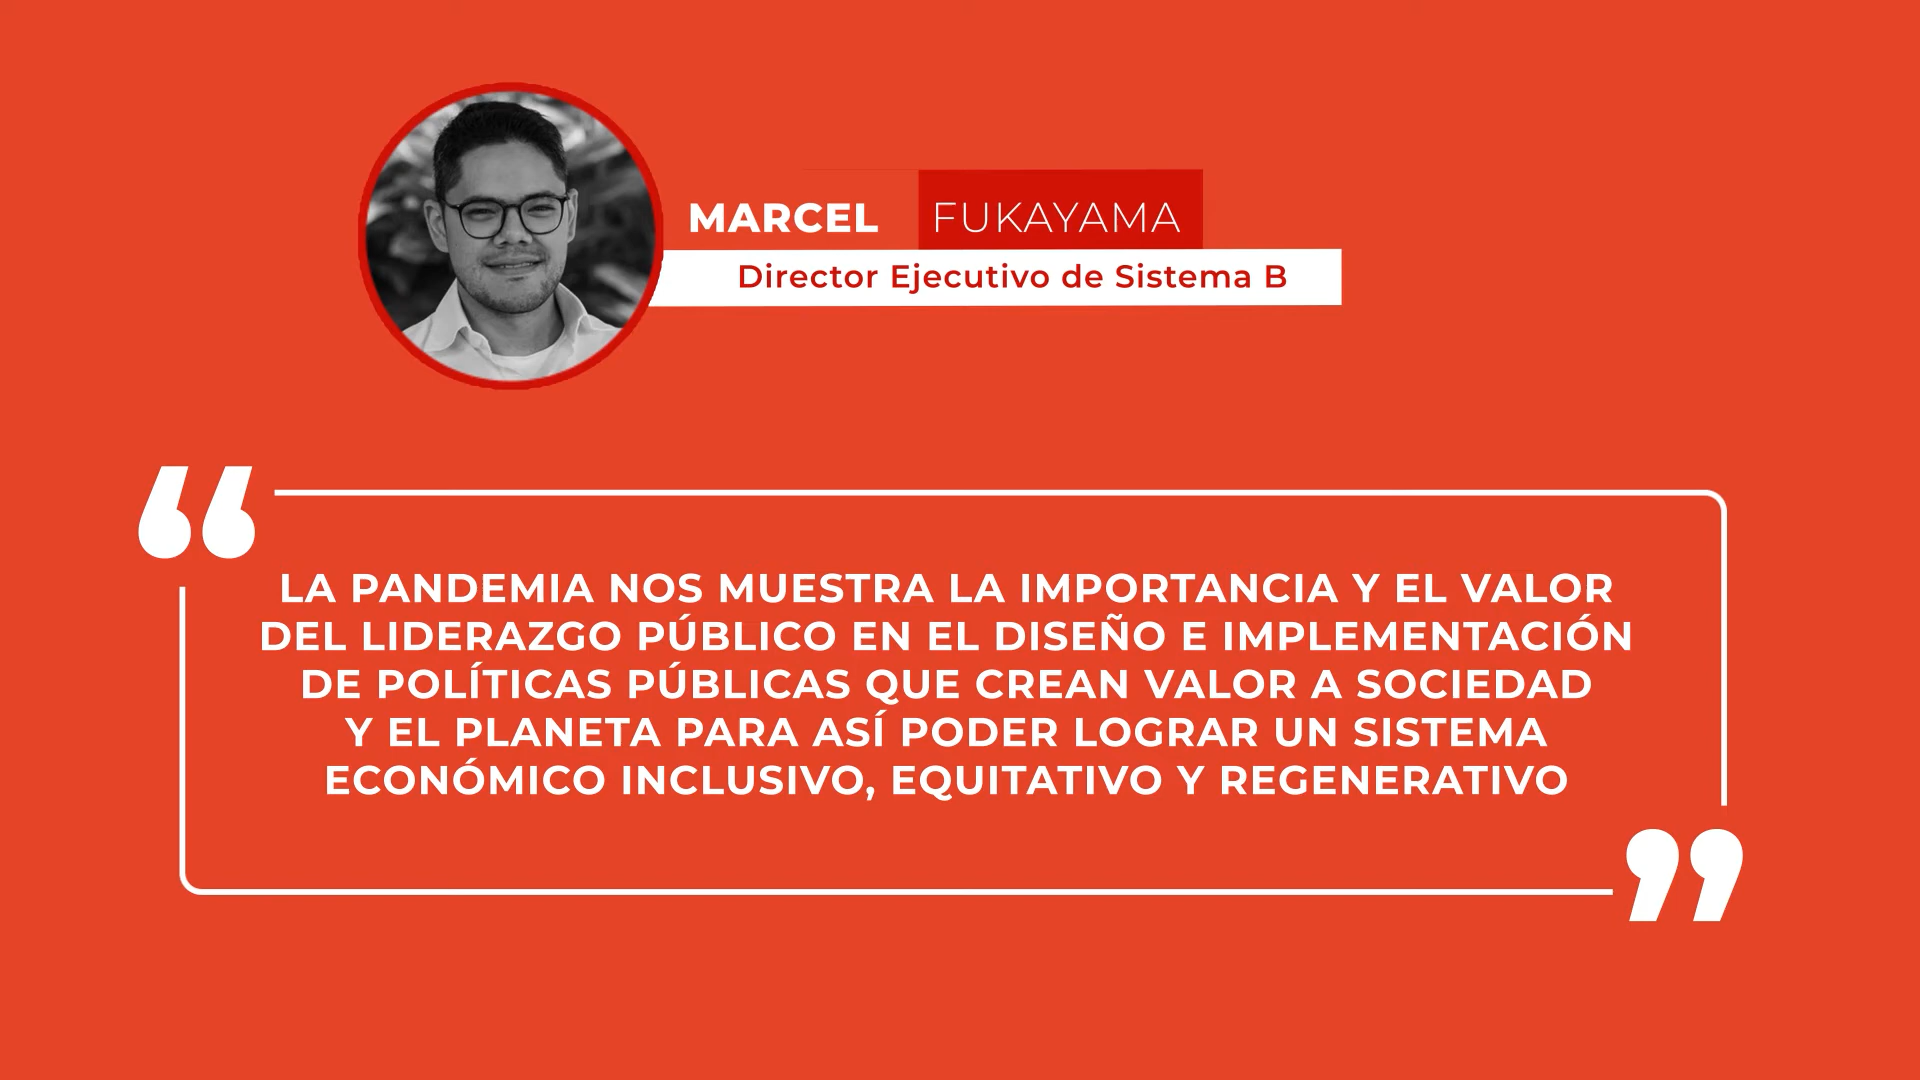 MARCEL FUKAYAMA
Director Ejecutivo de Sistema B
“
LA PANDEMIA NOS MUESTRA LA IMPORTANCIA Y EL VALOR
DEL LIDERAZGO PÚBLICO EN EL DISEÑO E IMPLEMENTACIÓN
DE POLÍTICAS PÚBLICAS QUE CREAN VALOR A SOCIEDAD
Y EL PLANETA PARA ASÍ PODER LOGRAR UN SISTEMA
ECONÓMICO INCLUSIVO, EQUITATIVO Y REGENERATIVO
”